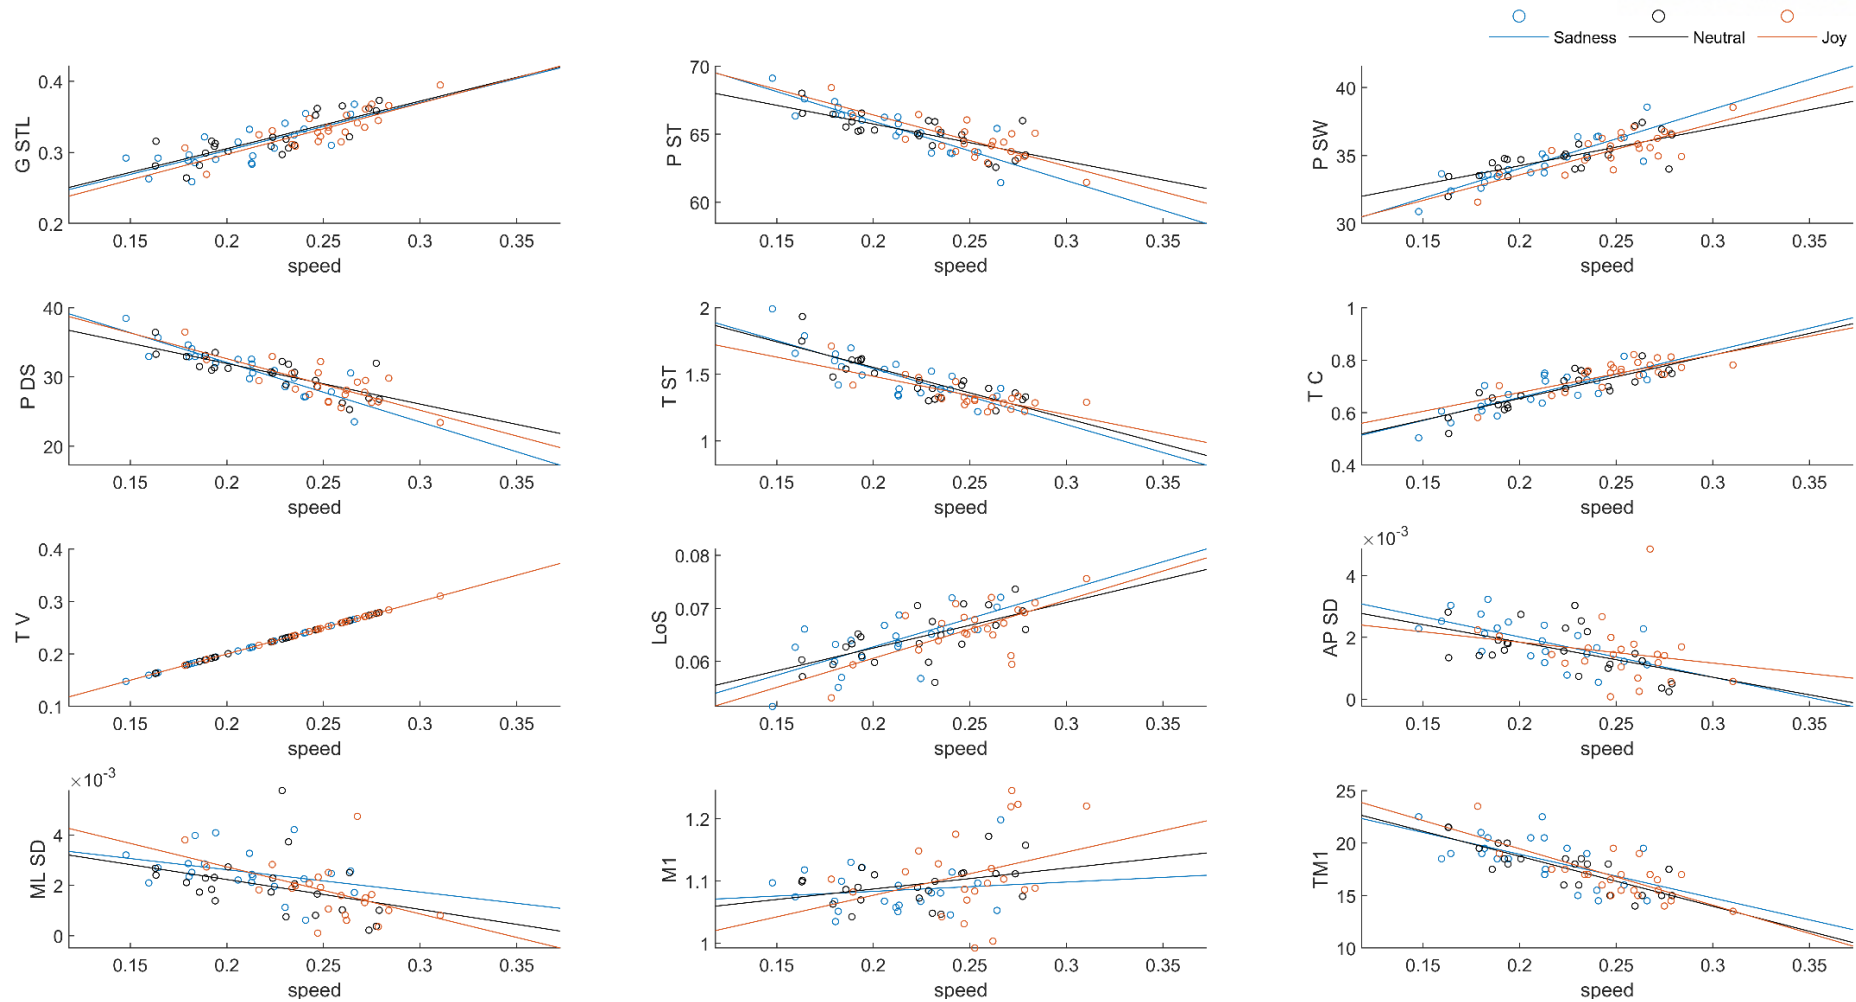 Sadness Neutral Joy
0.4
0.3
0.2
G STL
0.15 0.2 0.25 0.3 0.35
speed
70
65
60
P ST
0.15 0.2 0.25 0.3 0.35
speed
40
35
30
P SW
0.15 0.2 0.25 0.3 0.35
speed
40
30
20
P DS
0.15 0.2 0.25 0.3 0.35
speed
2
1.5
1
T ST
0.15 0.2 0.25 0.3 0.35
speed
1
0.8
0.6
0.4
T C
0.15 0.2 0.25 0.3 0.35
speed
0.4
0.3
0.2
0.1
T V
0.15 0.2 0.25 0.3 0.35
speed
0.08
0.07
0.06
LoS
0.15 0.2 0.25 0.3 0.35
speed
×10-3
4
2
0
AP SD
0.15 0.2 0.25 0.3 0.35
speed
×10-3
4
2
0
ML SD
0.15 0.2 0.25 0.3 0.35
speed
1.2
1.1
1
M1
0.15 0.2 0.25 0.3 0.35
speed
25
20
15
10
TM1
0.15 0.2 0.25 0.3 0.35
speed